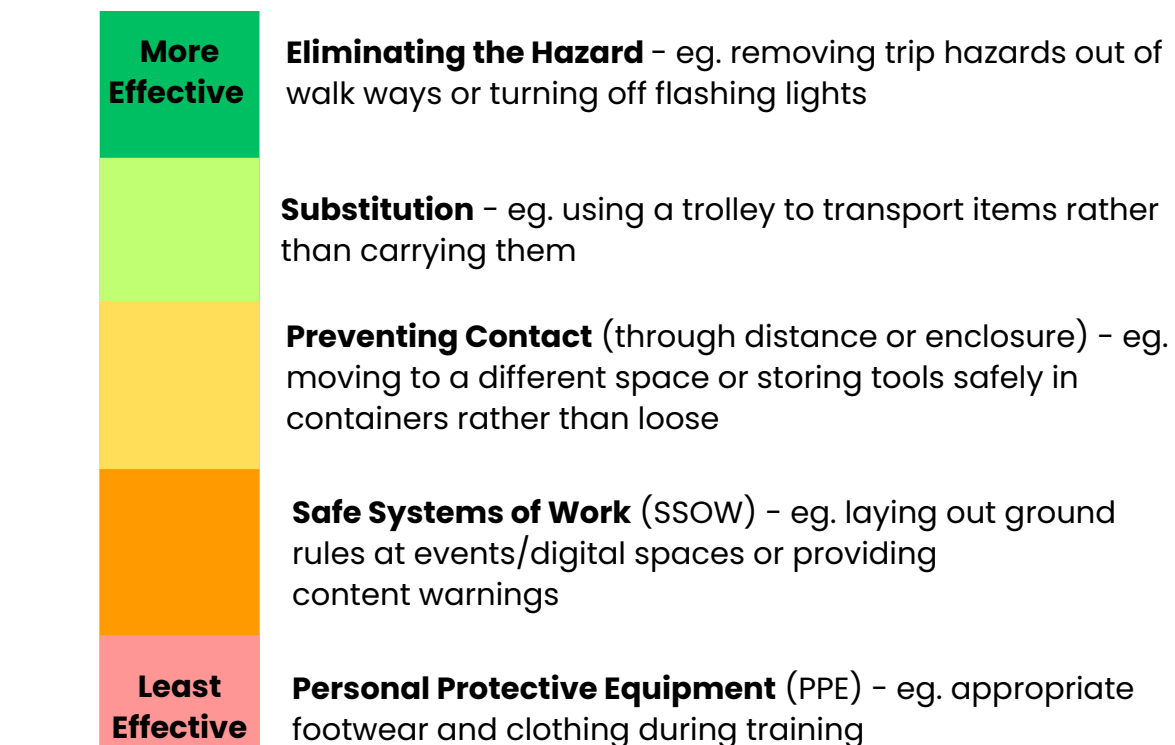 More
Effective
Eliminating the Hazard - eg. removing trip hazards out of
walk ways or turning off flashing lights
Substitution - eg. using a trolley to transport items rather
than carrying them
Preventing Contact (through distance or enclosure) - eg.
moving to a different space or storing tools safely in
containers rather than loose
Safe Systems of Work (SSOW) - eg. laying out ground
rules at events/digital spaces or providing
content warnings
Least
Effective
Personal Protective Equipment (PPE) - eg. appropriate
footwear and clothing during training